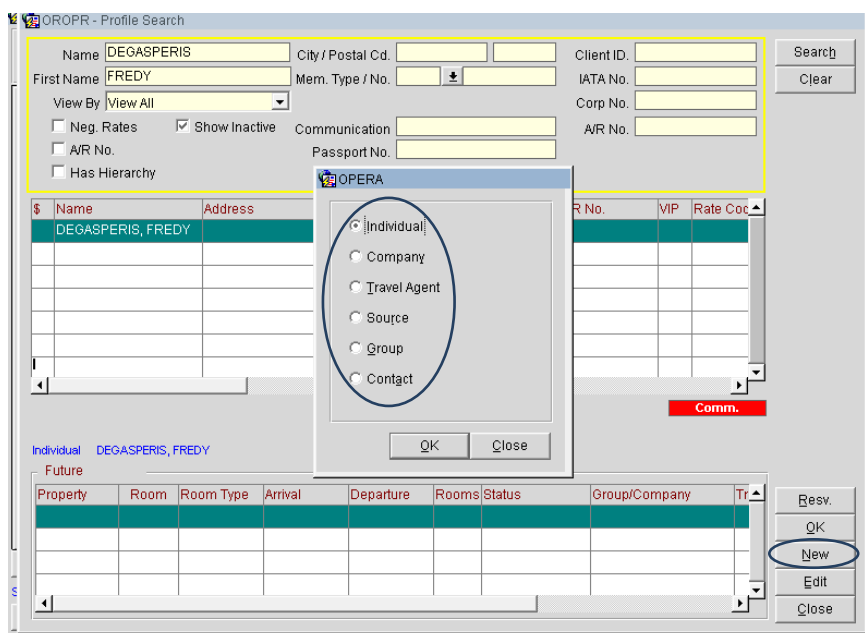 OROPR - Profile Search
Name DEGASPERIS City / Postal Cd. Client ID. Search
First Name FREDY Mem. Type / No. IATA No. Clear
View By View All Corp No.
Neg. Rates Show Inactive Communication A/R No.
A/R No. Passport No.
Has Hierarchy
OPERA
$ Name Address R No. VIP Rate Coc
DEGASPERIS, FREDY
Individual
Company
Travel Agent
Source
Group
Contact
Comm.
OK Close
Individual DEGASPERIS, FREDY
Future
Property Room Room Type Arrival Departure Rooms Status Group/Company Tr
Resv.
OK
New
Edit
Close